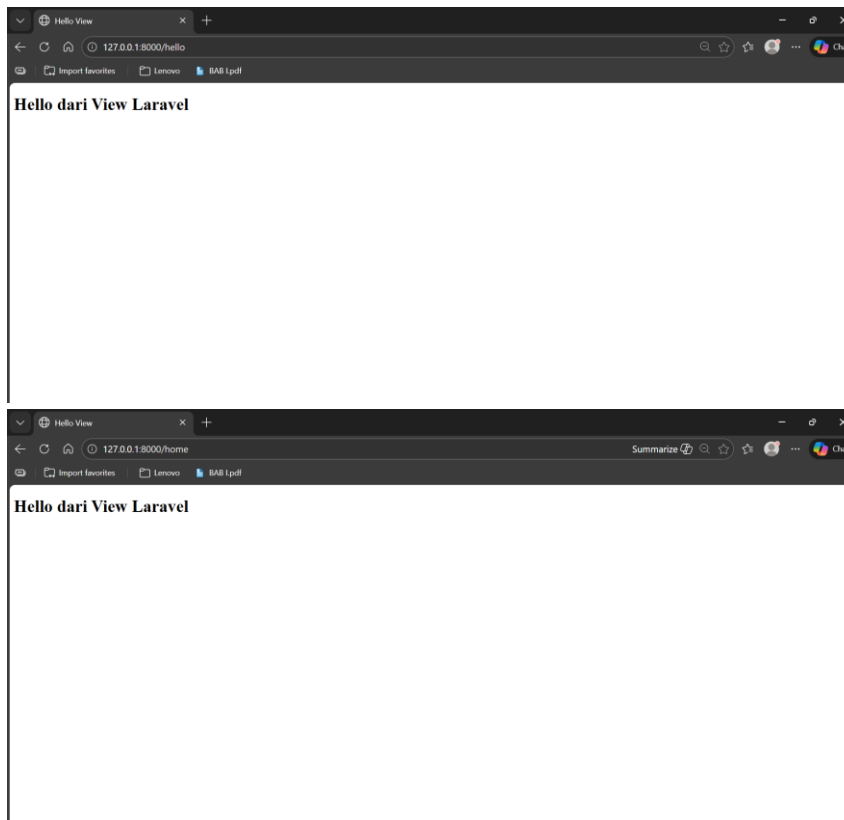 Hello View
127.0.0.1:8000/hello
Import favorites Lenovo BAB I.pdf
Hello dari View Laravel
Hello View
127.0.0.1:8000/home Summarize
Import favorites Lenovo BAB I.pdf
Hello dari View Laravel